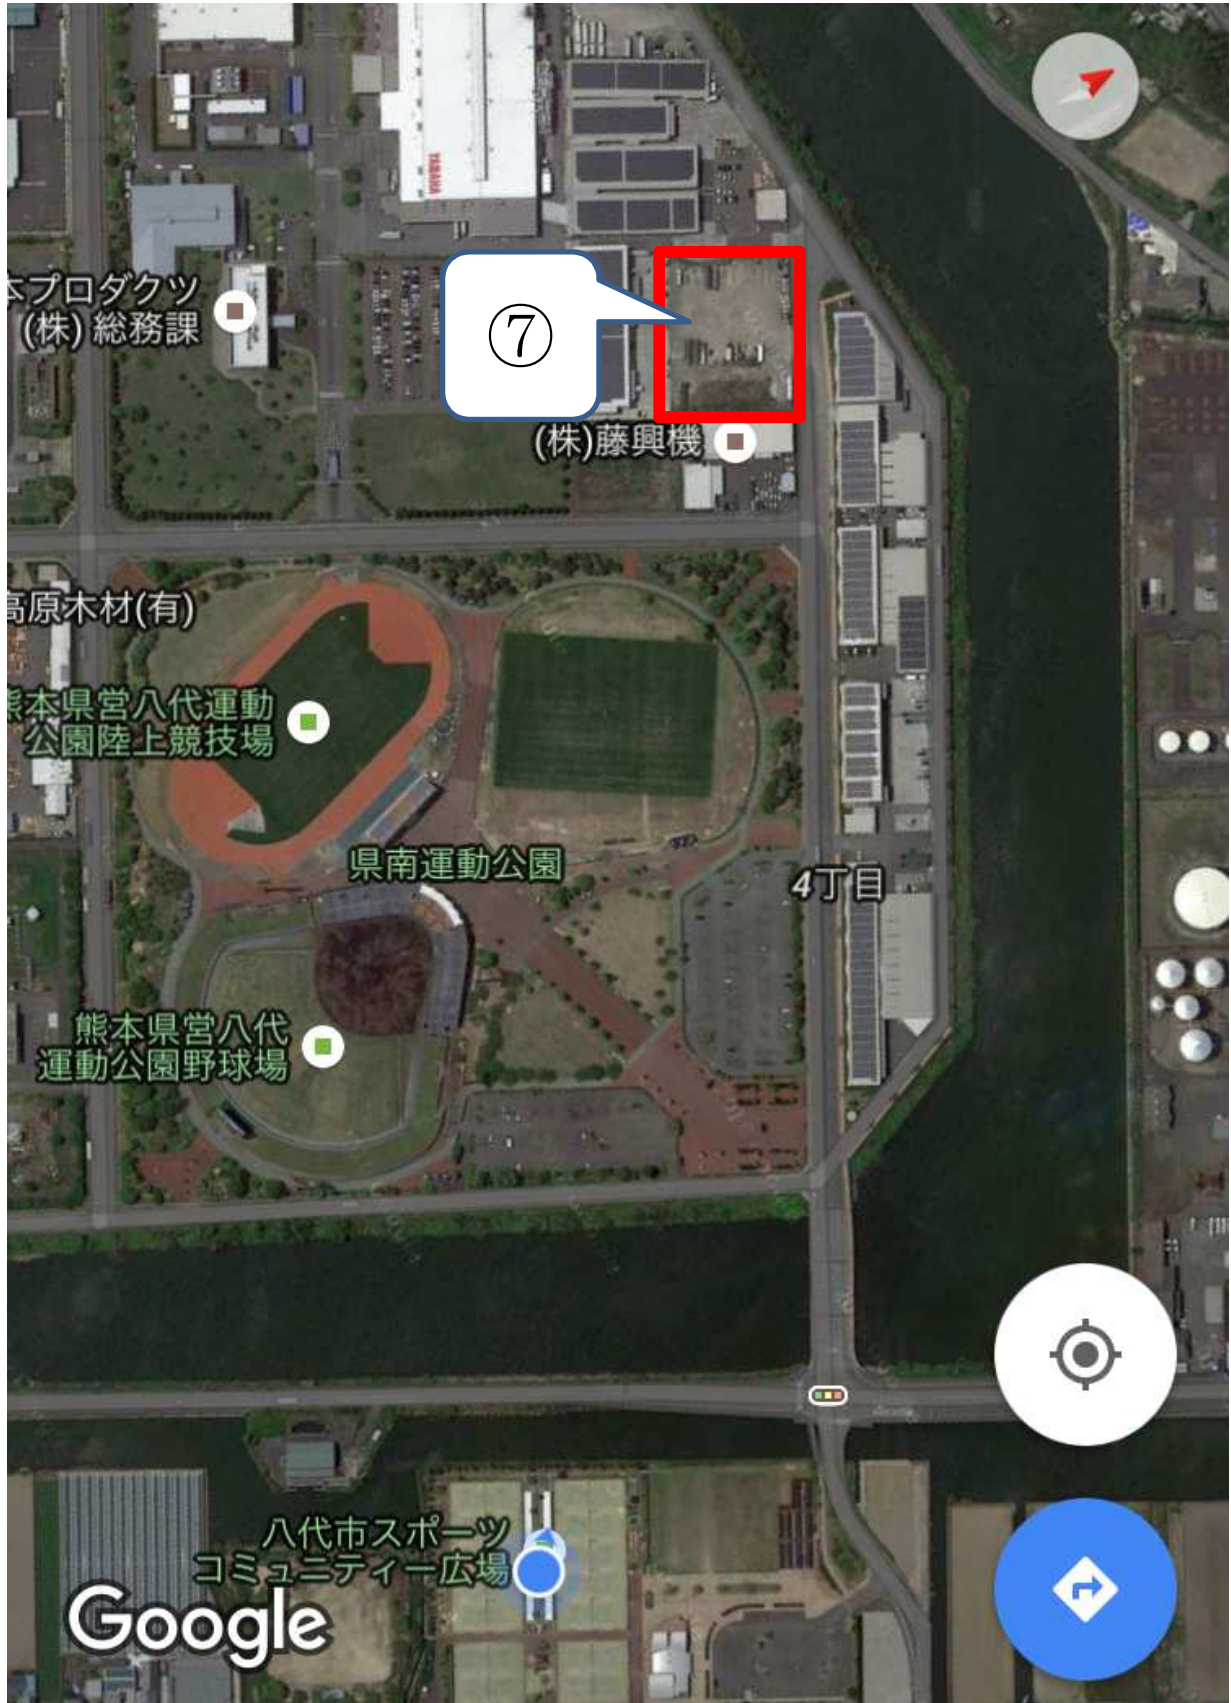 YAMAHA
本プロダクツ
(株) 総務課
⑦
(株)藤興機
高原木材(有)
熊本県営八代運動
公園陸上競技場
県南運動公園
4丁目
熊本県営八代
運動公園野球場
八代市スポーツ
コミュニティー広場
Google